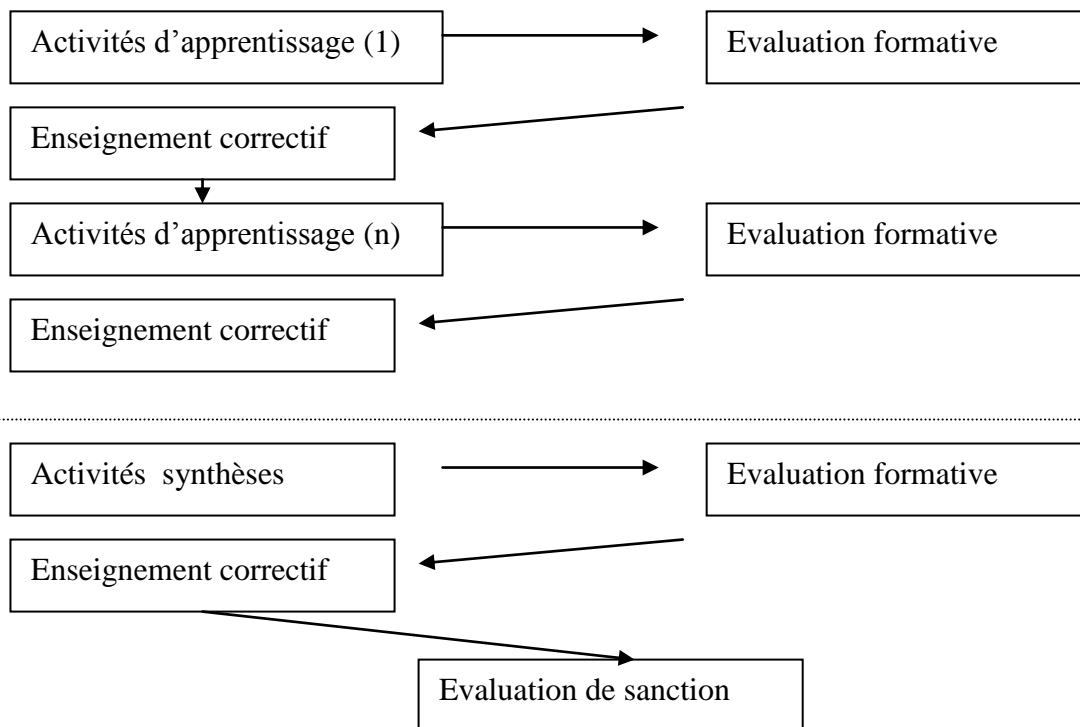 Activités d’apprentissage (1)
Evaluation formative
Enseignement correctif
Activités d’apprentissage (n)
Evaluation formative
Enseignement correctif
Activités synthèses
Evaluation formative
Enseignement correctif
Evaluation de sanction